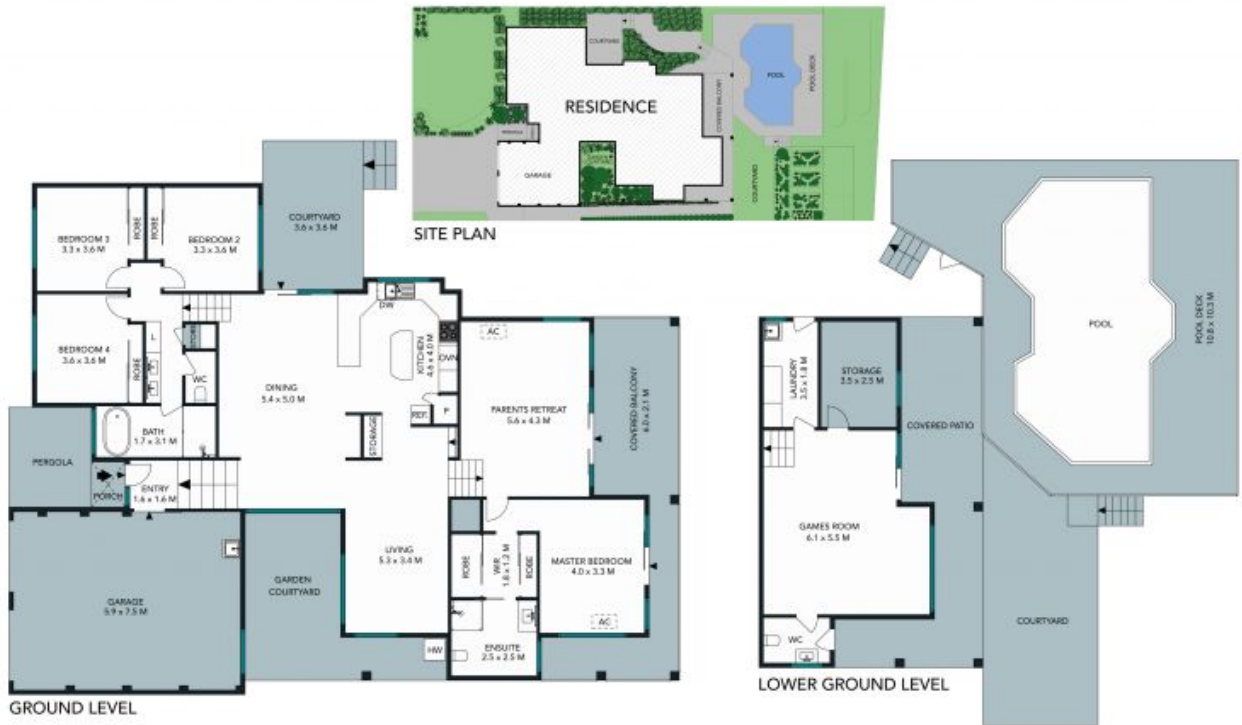 COURTYARD
RESIDENCE
GARAGE
COVERED BALCONY
POOL
POOL DECK
COURTYARD
SITE PLAN
BEDROOM 3
3.3 x 3.6 M
ROBE
ROBE
BEDROOM 2
3.3 x 3.6 M
COURTYARD
3.6 x 3.6 M
BEDROOM 4
3.6 x 3.6 M
ROBE
L
STORE
WC
BATH
1.7 x 3.1 M
DINING
5.4 x 5.0 M
DW
KITCHEN
4.6 x 4.0 M
OVN
REF.
P
STORAGE
AC
PARENTS RETREAT
5.6 x 4.3 M
COVERED BALCONY
6.0 x 2.1 M
PERGOLA
PORCH
ENTRY
1.6 x 1.6 M
LIVING
5.3 x 3.4 M
GARDEN
COURTYARD
GARAGE
5.9 x 7.5 M
ROBE
WIR
1.8 x 1.2 M
ROBE
MASTER BEDROOM
4.0 x 3.3 M
AC
HW
ENSUITE
2.5 x 2.5 M
GROUND LEVEL
LAUNDRY
3.5 x 1.8 M
STORAGE
3.5 x 2.5 M
COVERED PATIO
GAMES ROOM
6.1 x 5.5 M
WC
COURTYARD
POOL
POOL DECK
10.8 x 10.3 M
LOWER GROUND LEVEL